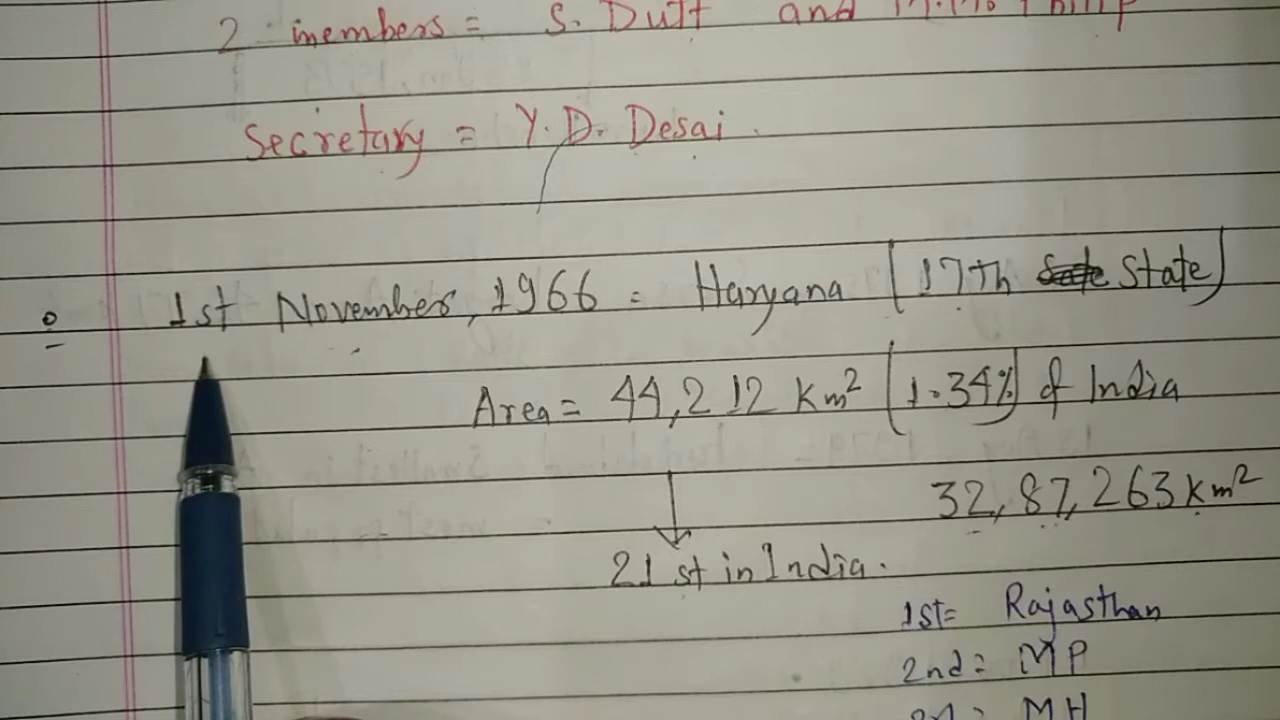 2 members = S. Dutt and
Secretary = Y. D. Desai.
1st November, 1966 = Haryana [17th State]
Area = 44,212 Km² (1.34%) of India
32,87,263 Km²
21st in India.
1st = Rajasthan
2nd = MP
MH